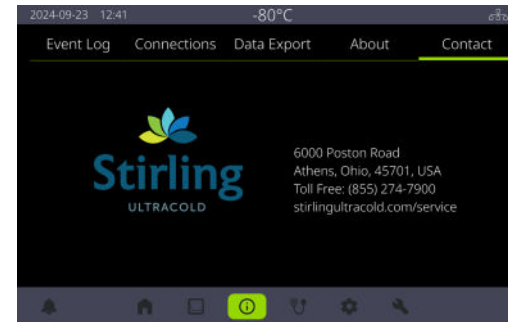 2024-09-23 12:41 -80°C
Event Log Connections Data Export About Contact
Stirling
ULTRACOLD
6000 Poston Road
Athens, Ohio, 45701, USA
Toll Free: (855) 274-7900
stirlingultracold.com/service